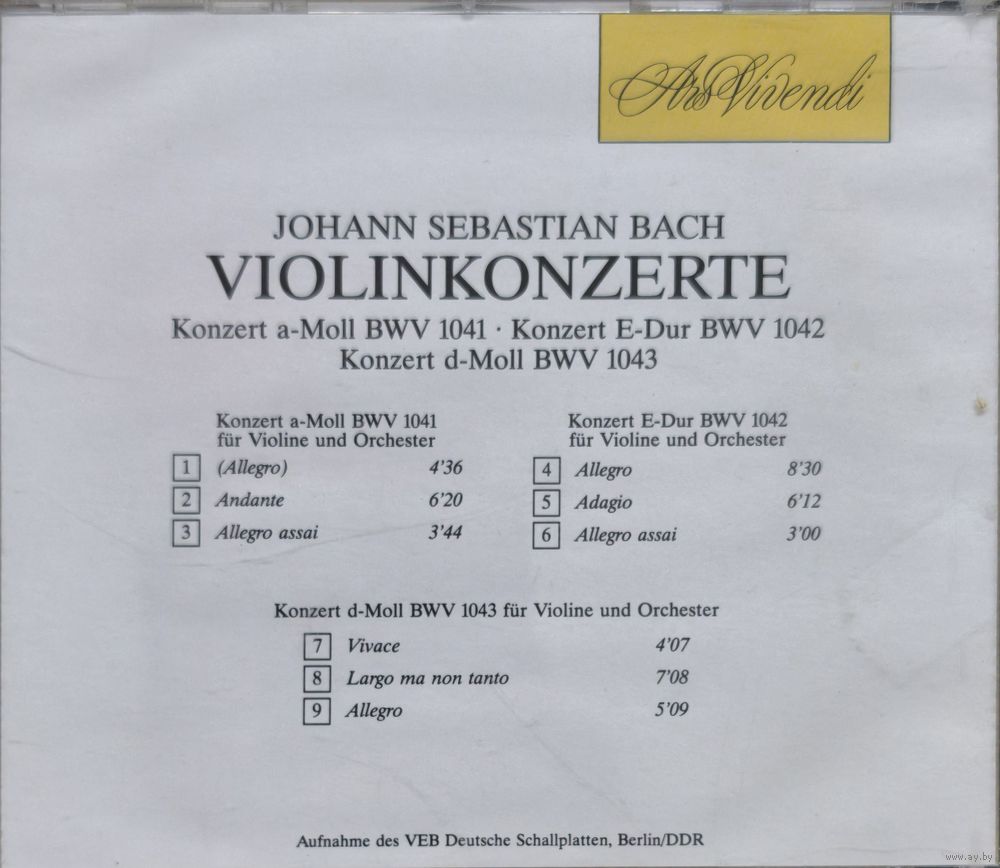 Ars Vivendi
JOHANN SEBASTIAN BACH
VIOLINKONZERTE
Konzert a-Moll BWV 1041 · Konzert E-Dur BWV 1042
Konzert d-Moll BWV 1043
Konzert a-Moll BWV 1041
für Violine und Orchester
1 (Allegro) 4'36
2 Andante 6'20
3 Allegro assai 3'44
Konzert E-Dur BWV 1042
für Violine und Orchester
4 Allegro 8'30
5 Adagio 6'12
6 Allegro assai 3'00
Konzert d-Moll BWV 1043 für Violine und Orchester
7 Vivace 4'07
8 Largo ma non tanto 7'08
9 Allegro 5'09
Aufnahme des VEB Deutsche Schallplatten, Berlin/DDR
www.ay.by